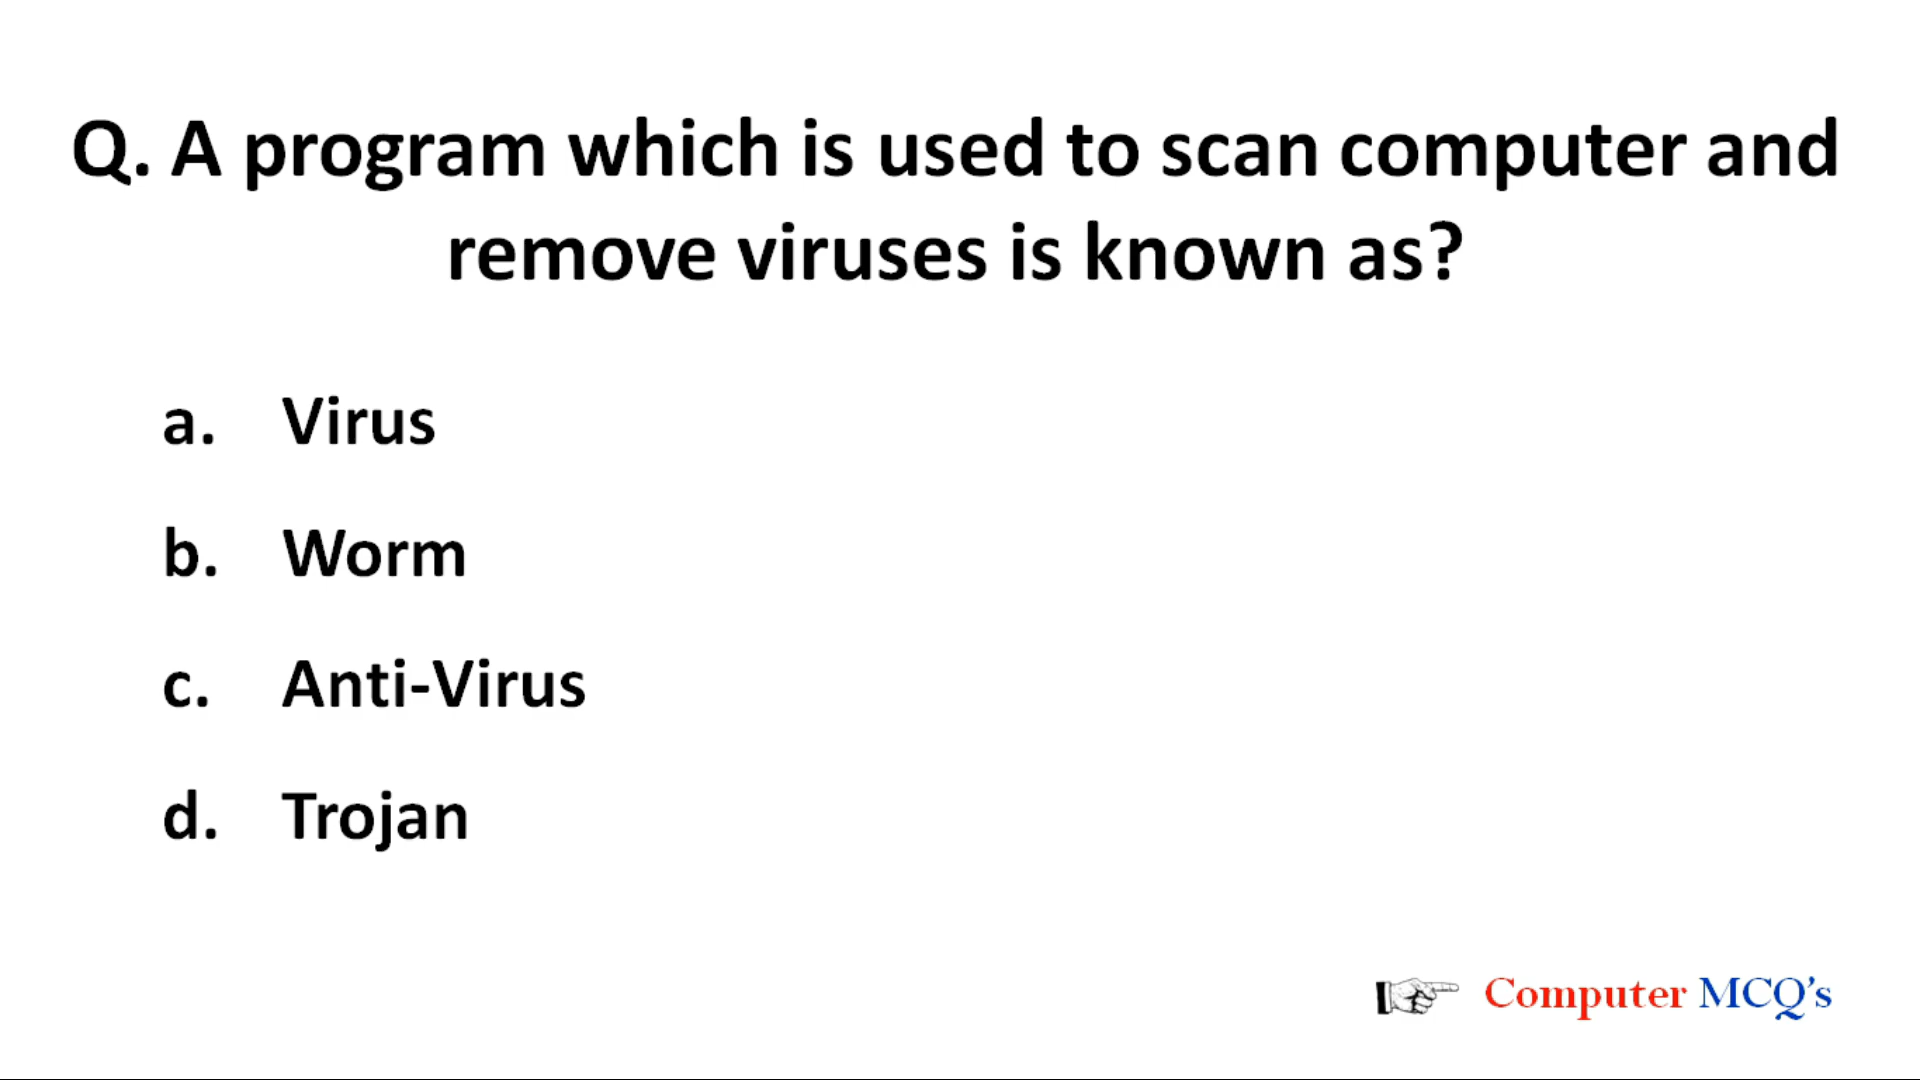 Q. A program which is used to scan computer and
remove viruses is known as?
a. Virus
b. Worm
c. Anti-Virus
d. Trojan
Computer MCQ's